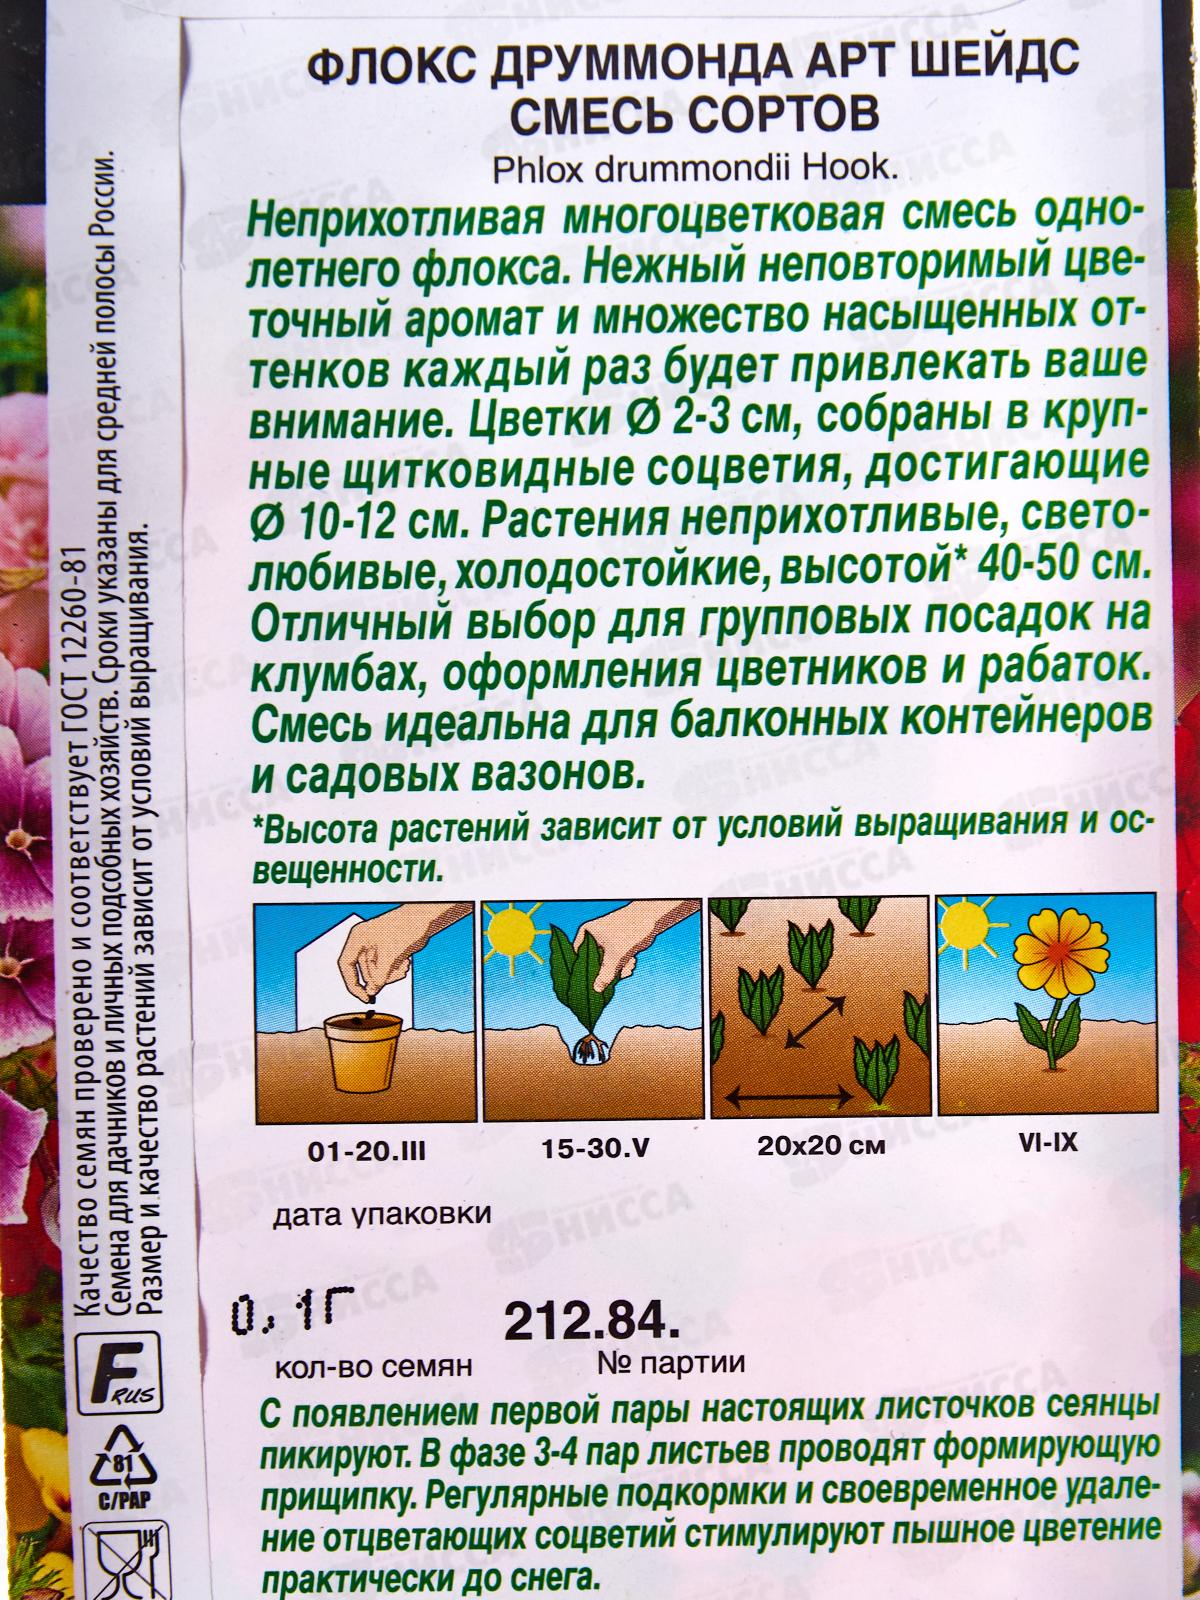 ФЛОКС ДРУММОНДА АРТ ШЕЙДС
СМЕСЬ СОРТОВ
Phlox drummondii Hook.
Неприхотливая многоцветковая смесь одно-
летнего флокса. Нежный неповторимый цве-
точный аромат и множество насыщенных от-
тенков каждый раз будет привлекать ваше
внимание. Цветки Ø 2-3 см, собраны в круп-
ные щитковидные соцветия, достигающие
Ø 10-12 см. Растения неприхотливые, свето-
любивые, холодостойкие, высотой* 40-50 см.
Отличный выбор для групповых посадок на
клумбах, оформления цветников и рабаток.
Смесь идеальна для балконных контейнеров
и садовых вазонов.
*Высота растений зависит от условий выращивания и ос-
вещенности.
01-20.III
15-30.V
20x20 см
VI-IX
дата упаковки
0.1Г
212.84.
кол-во семян
№ партии
С появлением первой пары настоящих листочков сеянцы
пикируют. В фазе 3-4 пар листьев проводят формирующую
прищипку. Регулярные подкормки и своевременное удале-
ние отцветающих соцветий стимулируют пышное цветение
практически до снега.
Качество семян проверено и соответствует ГОСТ 12260-81
Семена для дачников и личных подсобных хозяйств. Сроки указаны для средней полосы России.
Размер и качество растений зависит от условий выращивания.
F RUS
81
C/PAP
НИССА